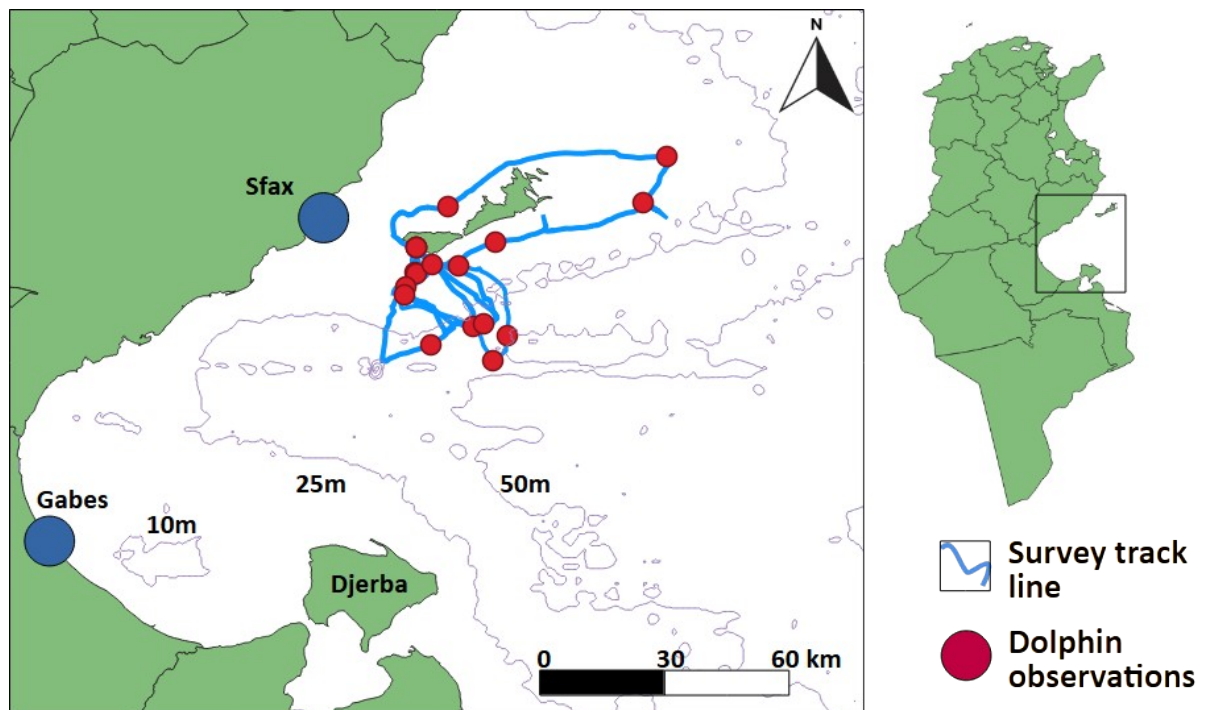 N
Sfax
25m
50m
Gabes
10m
Djerba
0 30 60 km
Survey track
line
Dolphin
observations